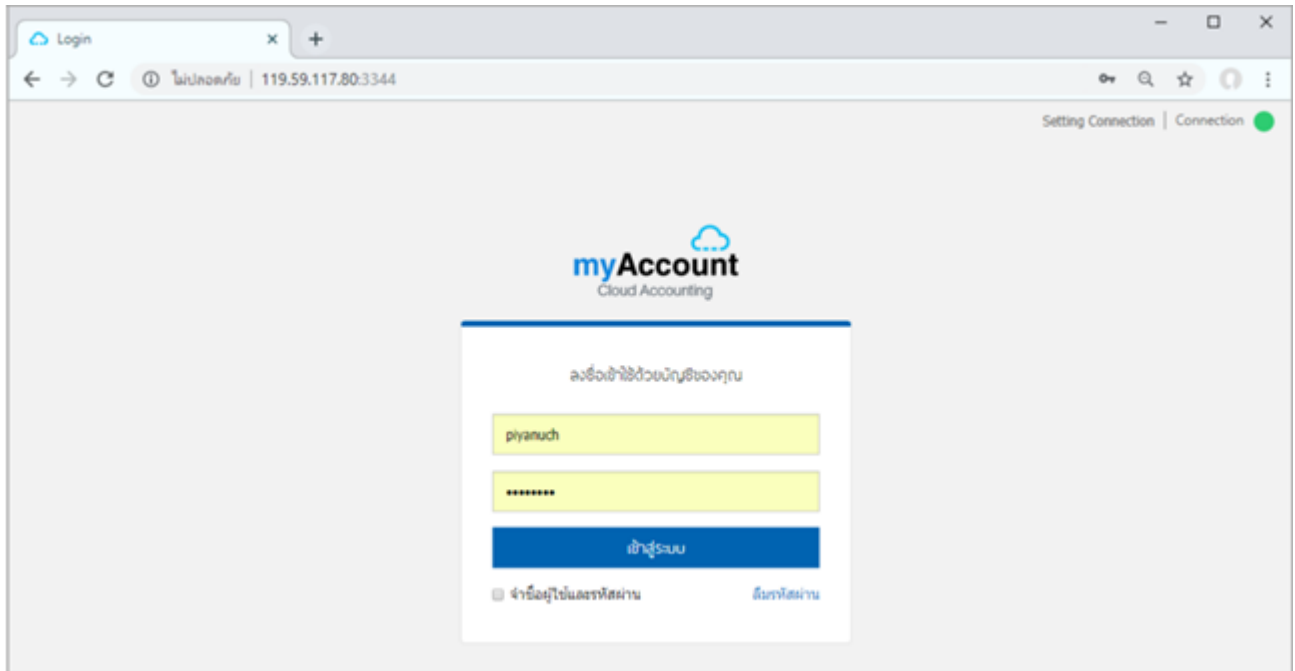 Login
ไม่ปลอดภัย | 119.59.117.80:3344
Setting Connection | Connection
myAccount
Cloud Accounting
ลงชื่อเข้าใช้ด้วยบัญชีของคุณ
piyanuch
••••••••
เข้าสู่ระบบ
จำชื่อผู้ใช้และรหัสผ่าน ลืมรหัสผ่าน